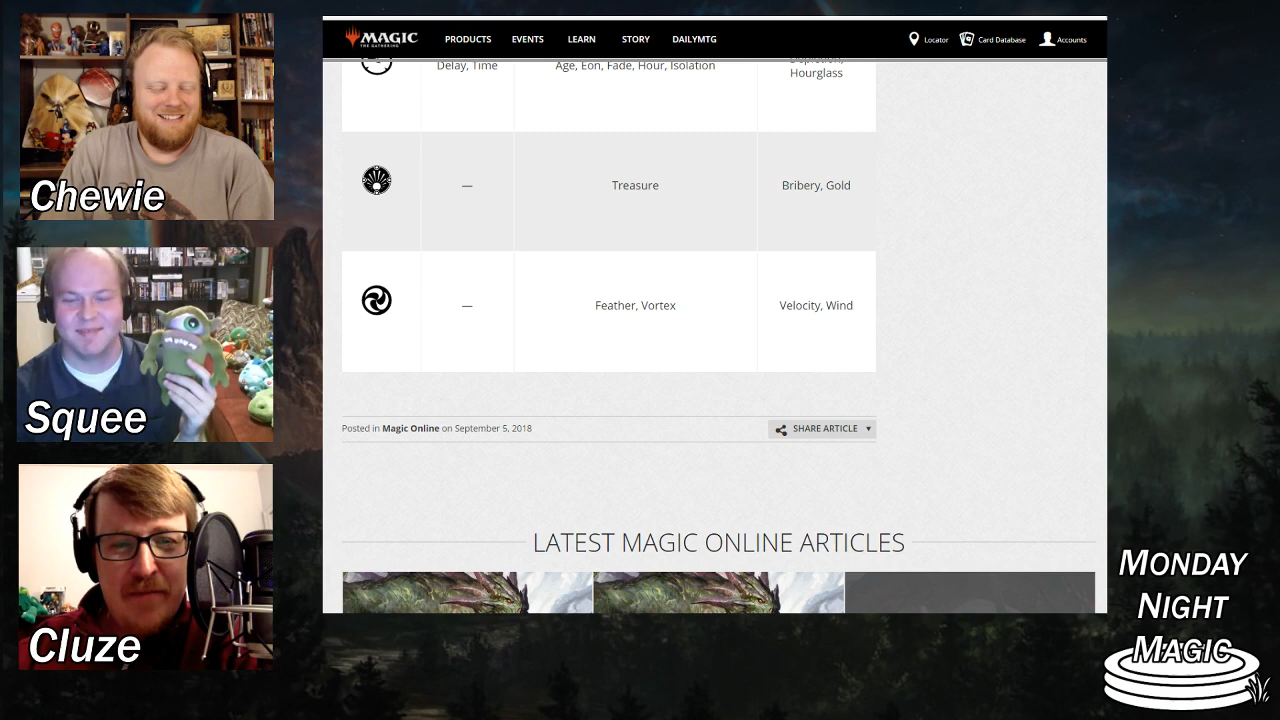 MAGIC
THE GATHERING
PRODUCTS
EVENTS
LEARN
STORY
DAILYMTG
Locator
Card Database
Accounts
Delay, Time
Age, Eon, Fade, Hour, Isolation
Hourglass
—
Treasure
Bribery, Gold
—
Feather, Vortex
Velocity, Wind
Posted in Magic Online on September 5, 2018
SHARE ARTICLE
LATEST MAGIC ONLINE ARTICLES
Chewie
Squee
Cluze
MONDAY
NIGHT
MAGIC